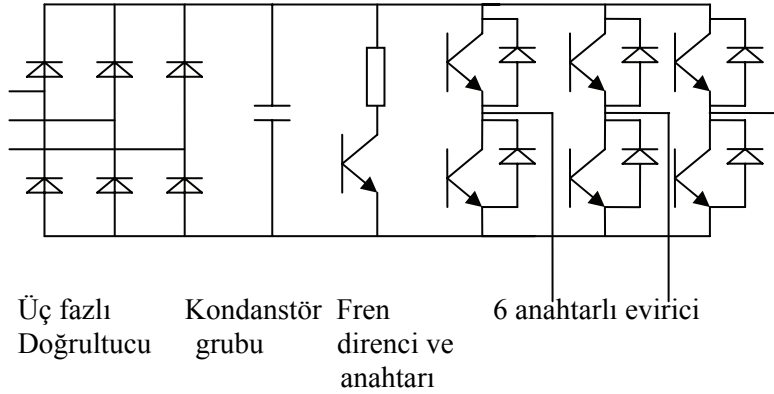 Üç fazlı Kondanstör Fren 6 anahtarlı evirici
Doğrultucu grubu direnci ve
anahtarı